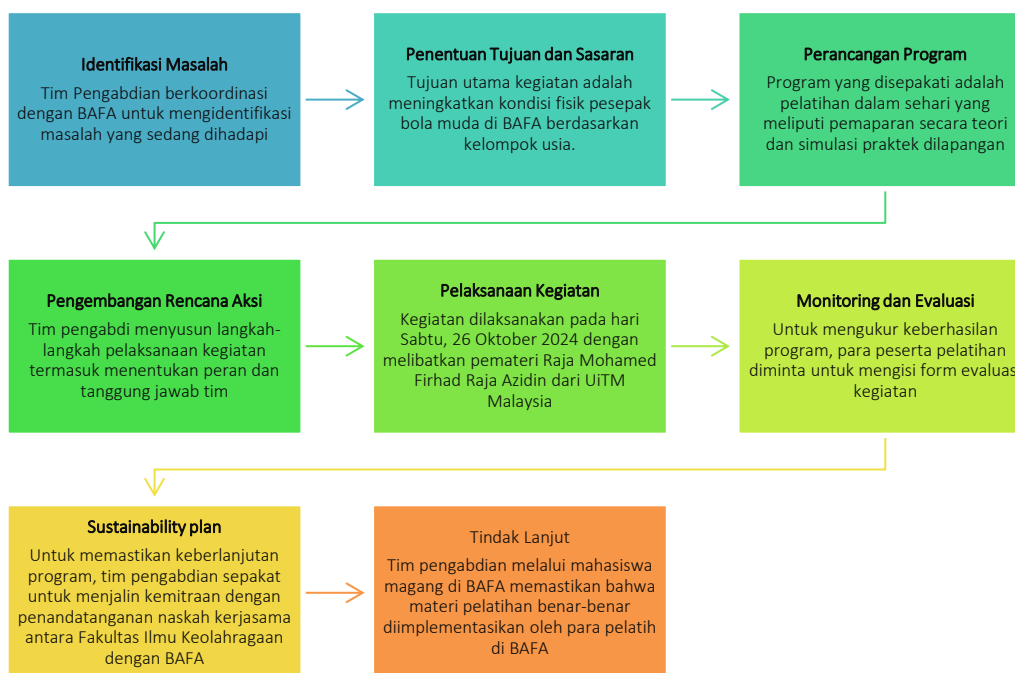 Identifikasi Masalah
Tim Pengabdian berkoordinasi
dengan BAFA untuk mengidentifikasi
masalah yang sedang dihadapi
Penentuan Tujuan dan Sasaran
Tujuan utama kegiatan adalah
meningkatkan kondisi fisik pesepak
bola muda di BAFA berdasarkan
kelompok usia.
Perancangan Program
Program yang disepakati adalah
pelatihan dalam sehari yang
meliputi pemaparan secara teori
dan simulasi praktek dilapangan
Pengembangan Rencana Aksi
Tim pengabdi menyusun langkah-
langkah pelaksanaan kegiatan
termasuk menentukan peran dan
tanggung jawab tim
Pelaksanaan Kegiatan
Kegiatan dilaksanakan pada hari
Sabtu, 26 Oktober 2024 dengan
melibatkan pemateri Raja Mohamed
Firhad Raja Azidin dari UiTM
Malaysia
Monitoring dan Evaluasi
Untuk mengukur keberhasilan
program, para peserta pelatihan
diminta untuk mengisi form evaluasi
kegiatan
Sustainability plan
Untuk memastikan keberlanjutan
program, tim pengabdian sepakat
untuk menjalin kemitraan dengan
penandatanganan naskah kerjasama
antara Fakultas Ilmu Keolahragaan
dengan BAFA
Tindak Lanjut
Tim pengabdian melalui mahasiswa
magang di BAFA memastikan bahwa
materi pelatihan benar-benar
diimplementasikan oleh para pelatih
di BAFA